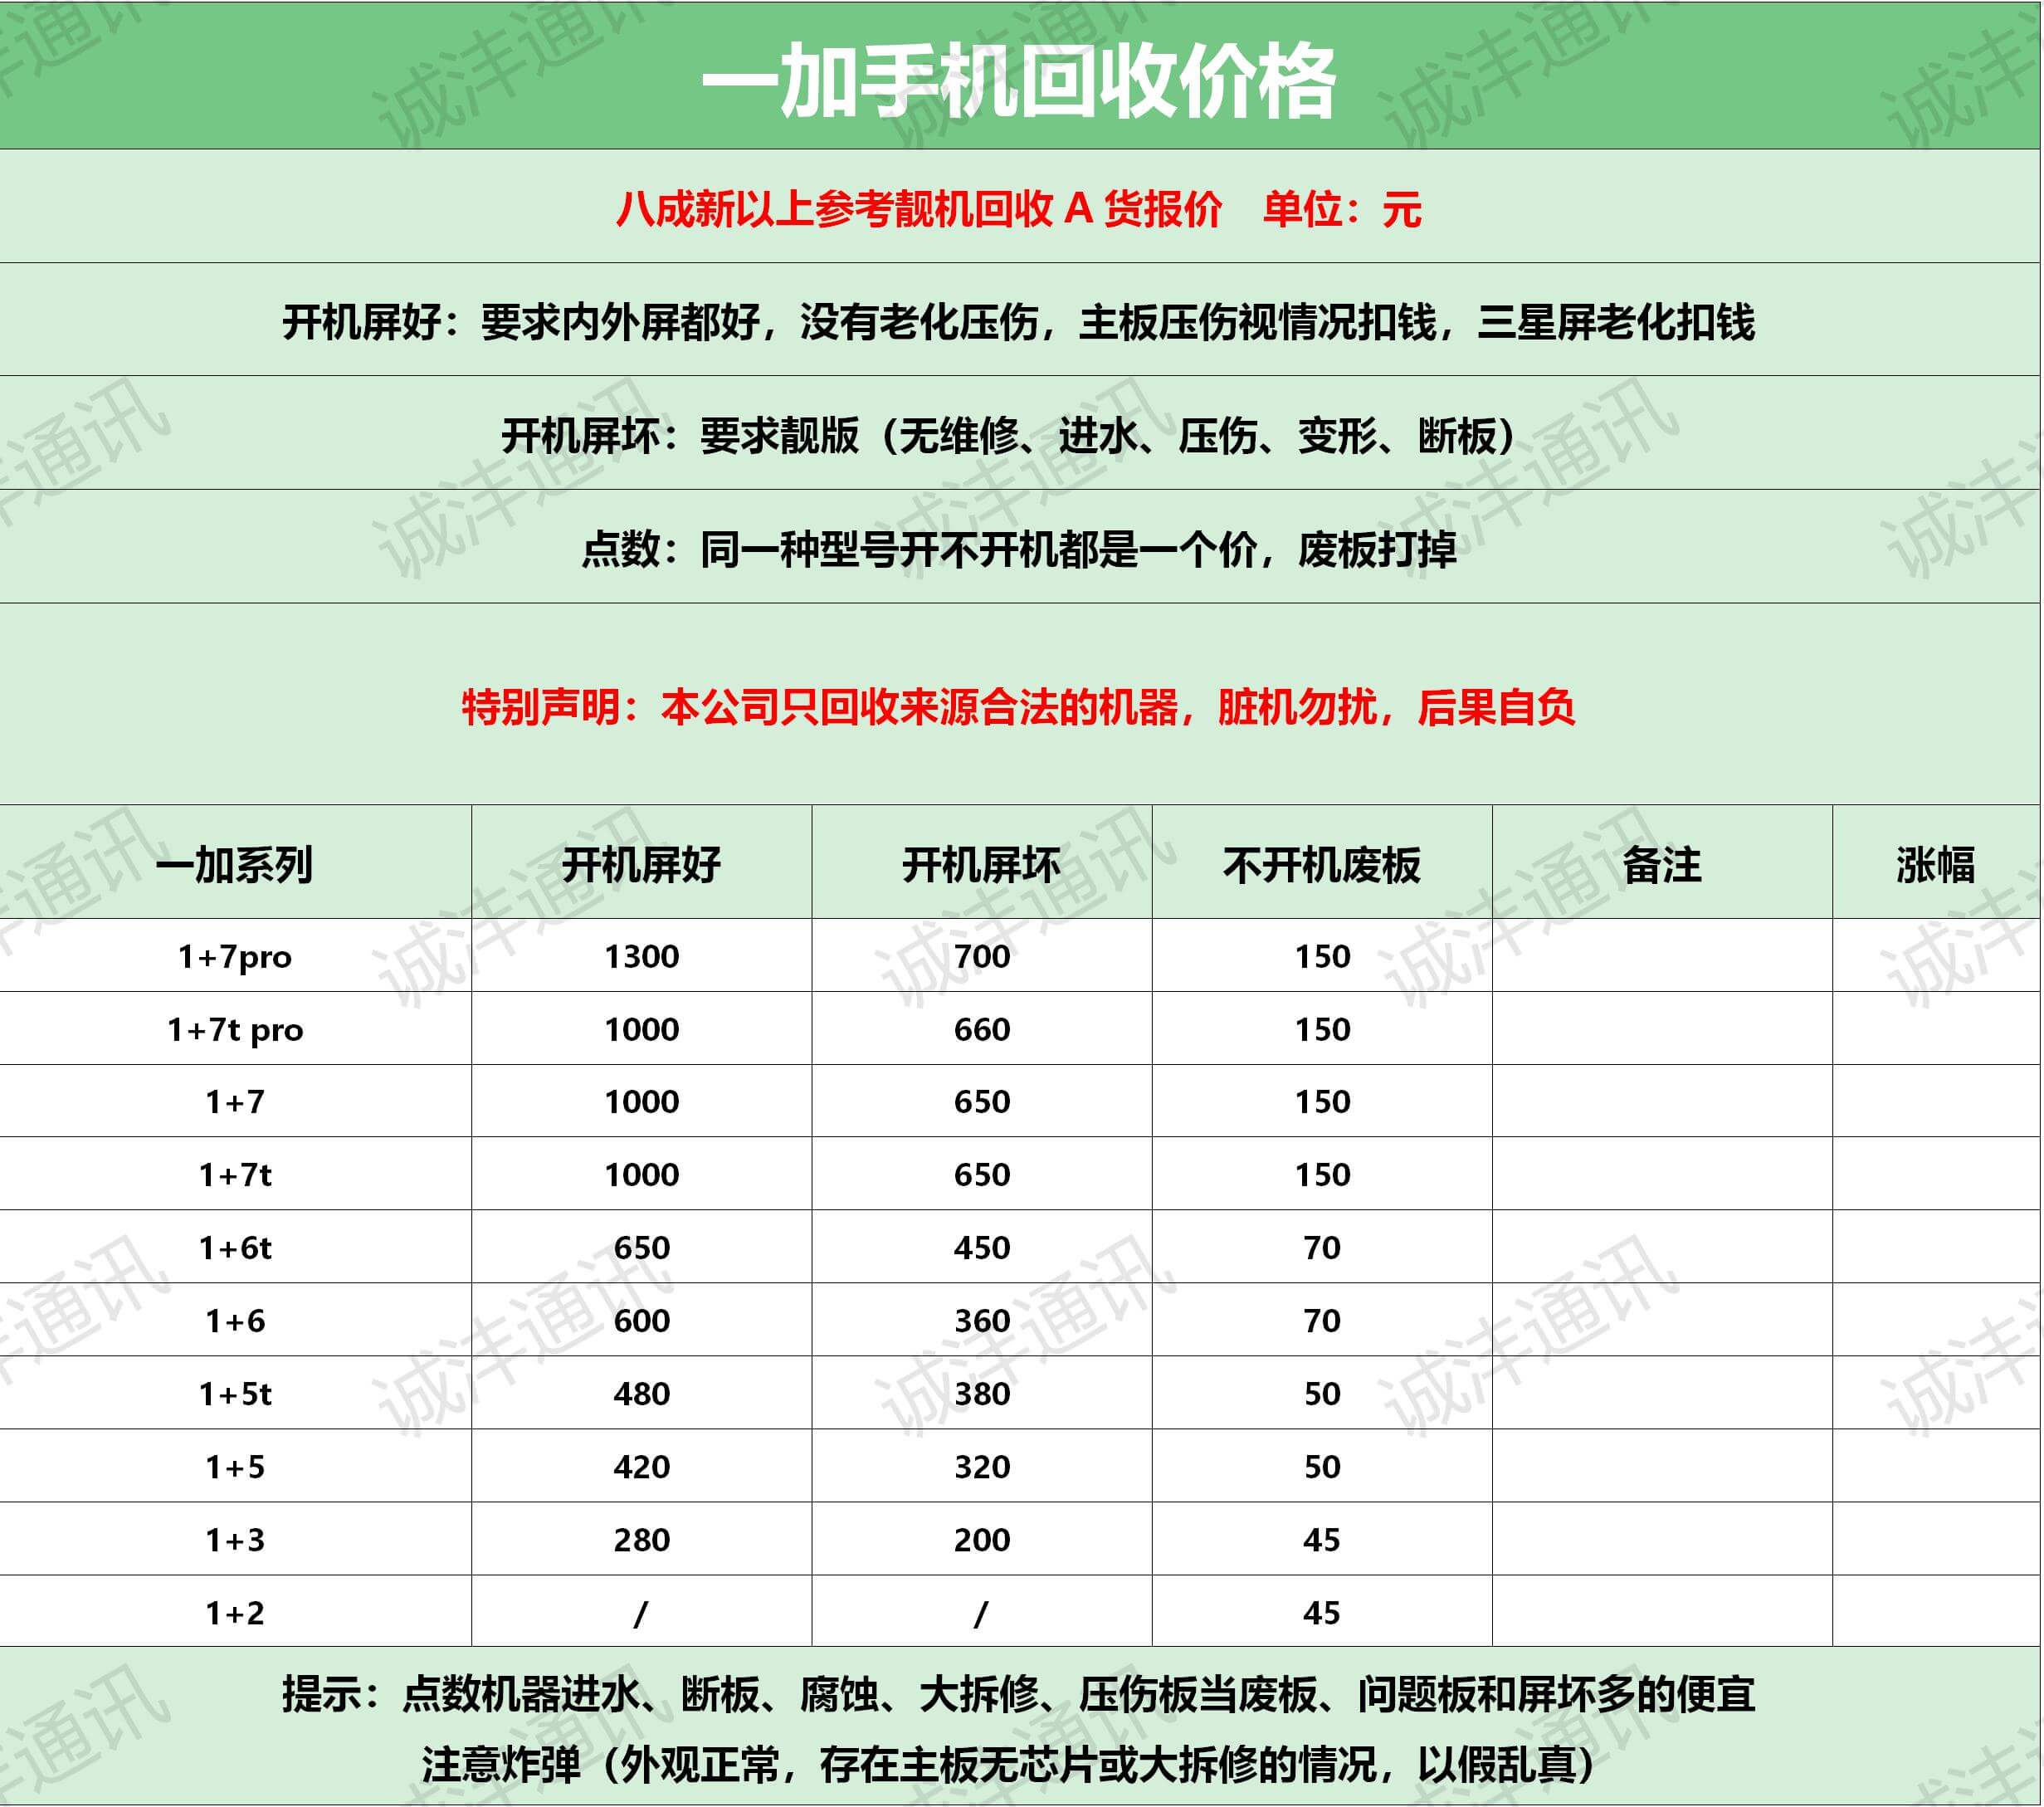 一加手机回收价格
八成新以上参考靓机回收 A 货报价 单位：元
开机屏好：要求内外屏都好，没有老化压伤，主板压伤视情况扣钱，三星屏老化扣钱
开机屏坏：要求靓版（无维修、进水、压伤、变形、断板）
点数：同一种型号开不开机都是一个价，废板打掉
特别声明：本公司只回收来源合法的机器，脏机勿扰，后果自负
一加系列 开机屏好 开机屏坏 不开机废板 备注 涨幅
1+7pro 1300 700 150
1+7t pro 1000 660 150
1+7 1000 650 150
1+7t 1000 650 150
1+6t 650 450 70
1+6 600 360 70
1+5t 480 380 50
1+5 420 320 50
1+3 280 200 45
1+2 / / 45
提示：点数机器进水、断板、腐蚀、大拆修、压伤板当废板、问题板和屏坏多的便宜
注意炸弹（外观正常，存在主板无芯片或大拆修的情况，以假乱真）
诚沣通讯